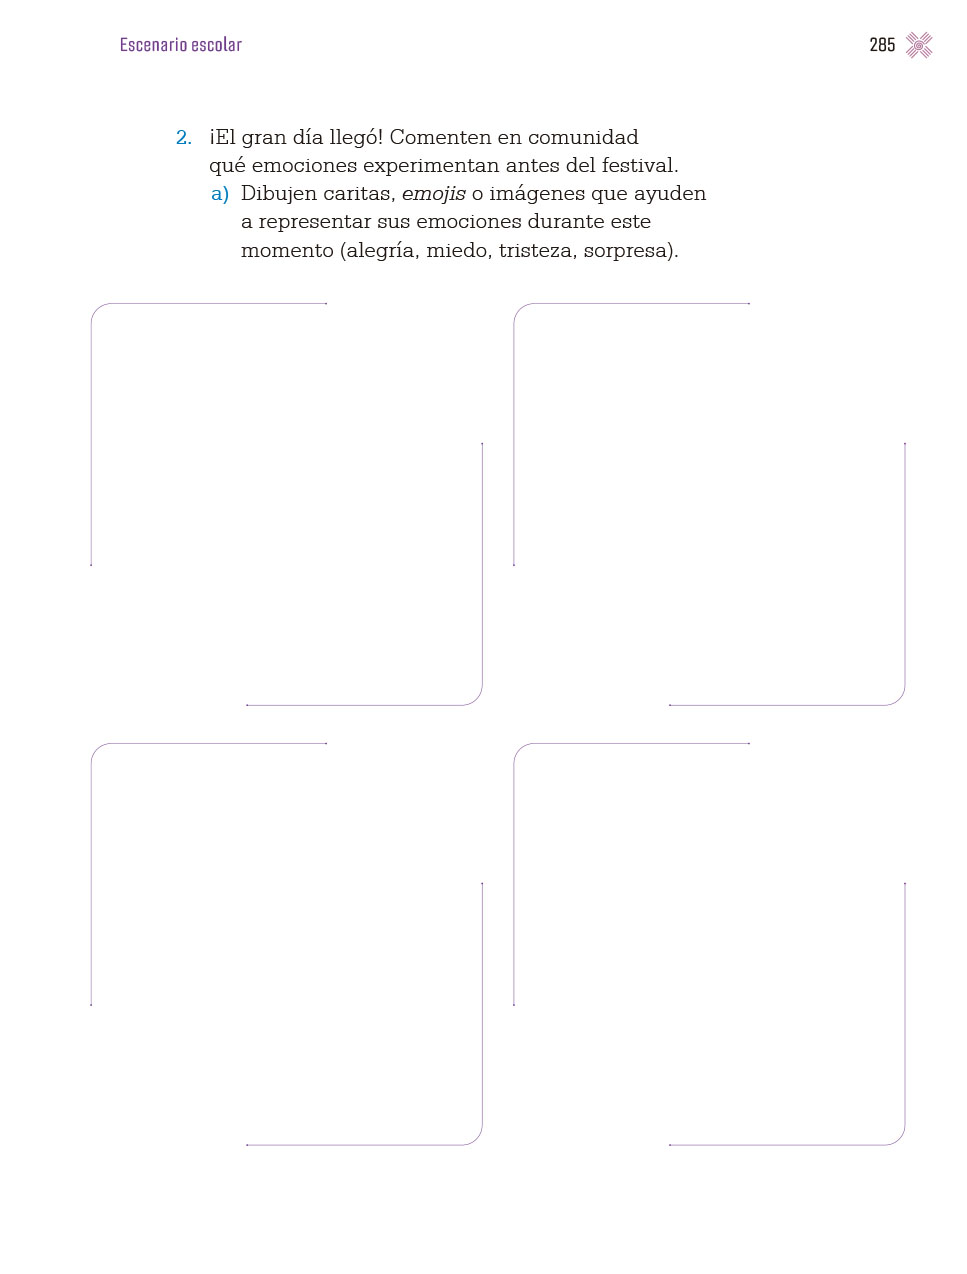 Escenario escolar
285
2. ¡El gran día llegó! Comenten en comunidad
qué emociones experimentan antes del festival.
a) Dibujen caritas, emojis o imágenes que ayuden
a representar sus emociones durante este
momento (alegría, miedo, tristeza, sorpresa).